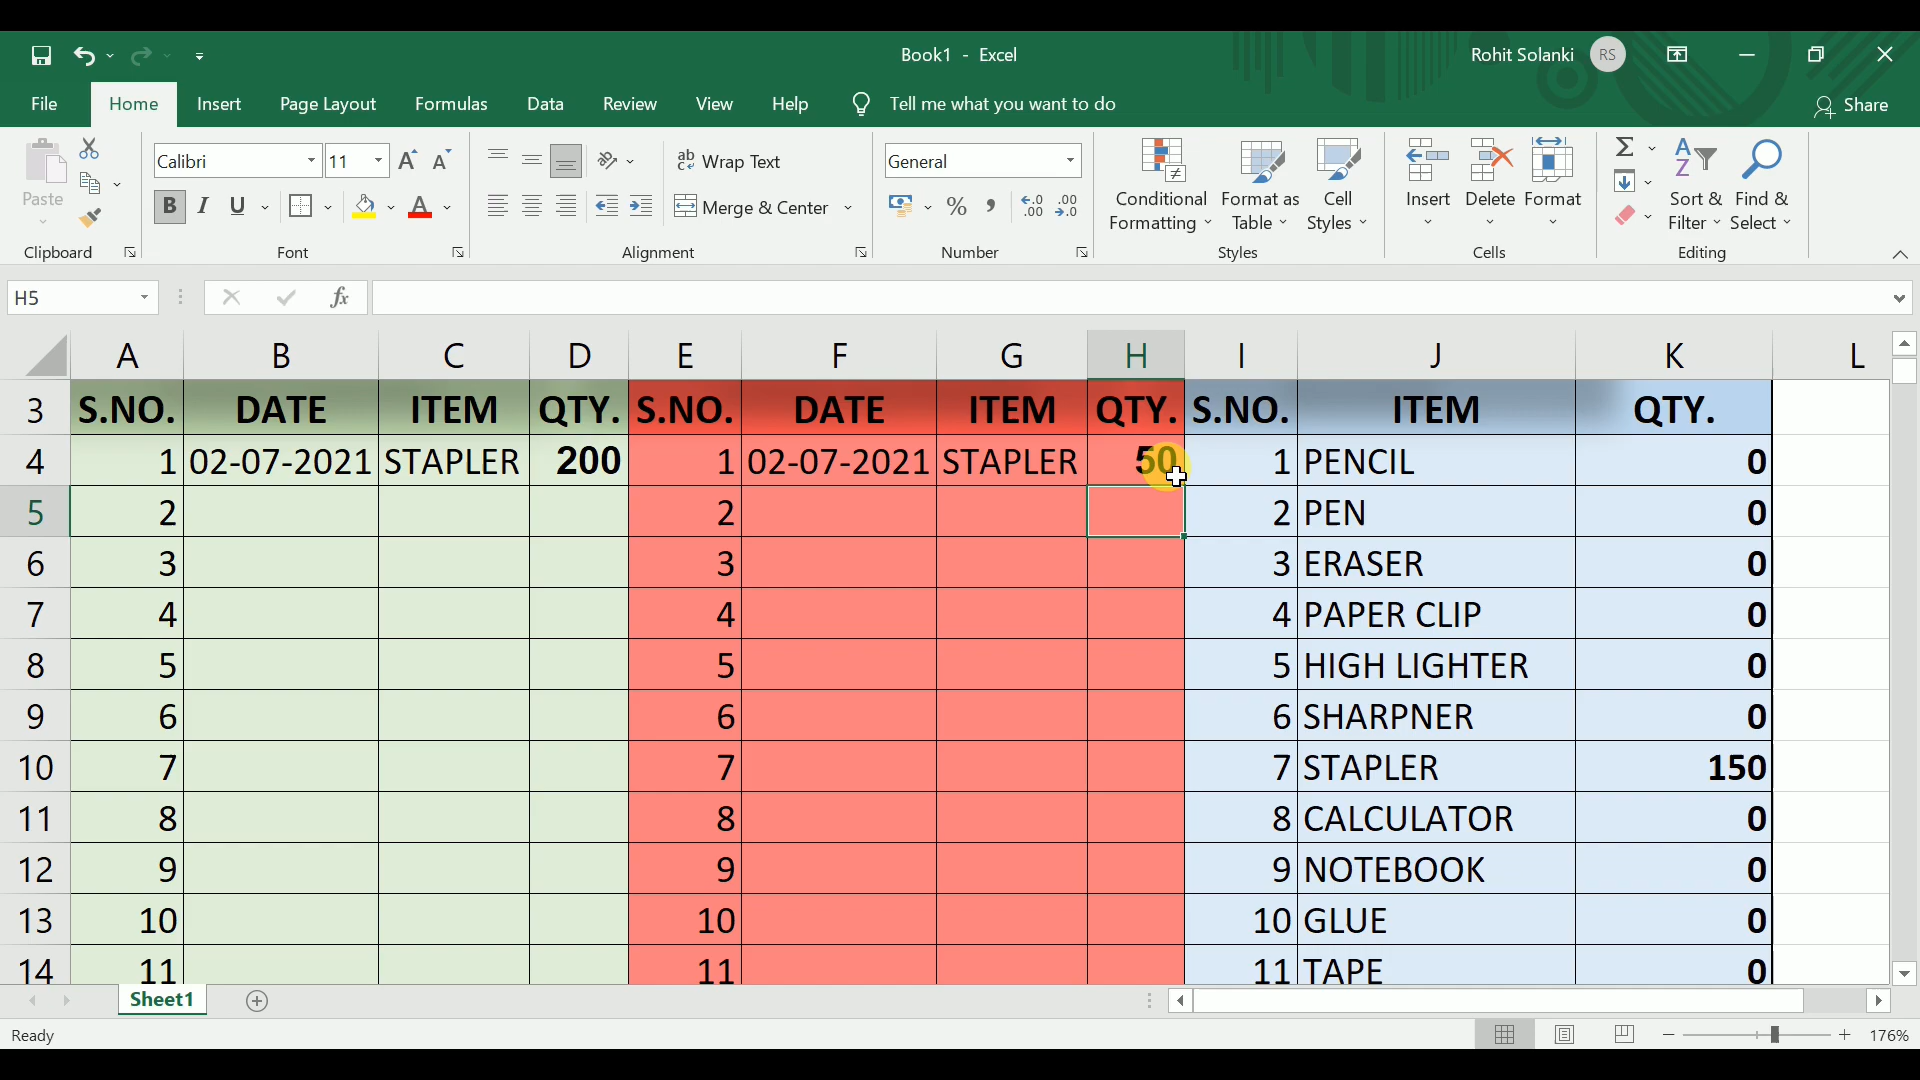 Book1 - Excel
Rohit Solanki RS
File Home Insert Page Layout Formulas Data Review View Help Tell me what you want to do Share
Paste
Clipboard
Calibri 11
B I U
Font
Wrap Text
Merge & Center
Alignment
General
Number
Conditional Formatting
Format as Table
Cell Styles
Styles
Insert Delete Format
Cells
Sort & Filter
Find & Select
Editing
H5 fx
A B C D E F G H I J K L
3 S.NO. DATE ITEM QTY. S.NO. DATE ITEM QTY. S.NO. ITEM QTY.
4 1 02-07-2021 STAPLER 200 1 02-07-2021 STAPLER 50 1 PENCIL 0
5 2 2 2 PEN 0
6 3 3 3 ERASER 0
7 4 4 4 PAPER CLIP 0
8 5 5 5 HIGH LIGHTER 0
9 6 6 6 SHARPNER 0
10 7 7 7 STAPLER 150
11 8 8 8 CALCULATOR 0
12 9 9 9 NOTEBOOK 0
13 10 10 10 GLUE 0
14 11 11 11 TAPE 0
Sheet1
Ready 176%